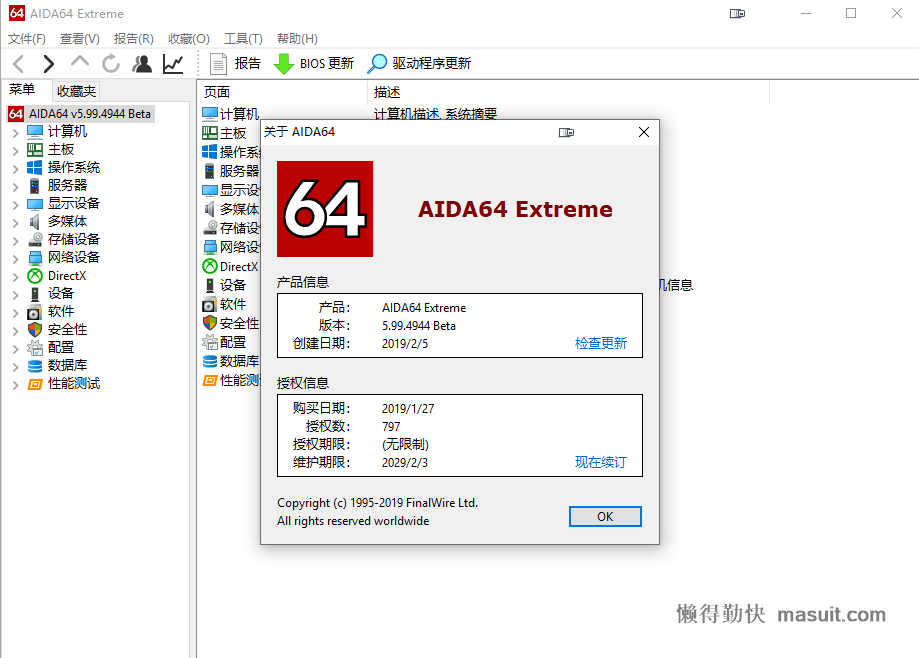 64 AIDA64 Extreme
文件(F) 查看(V) 报告(R) 收藏(O) 工具(T) 帮助(H)
报告 BIOS 更新 驱动程序更新
菜单 收藏夹
64 AIDA64 v5.99.4944 Beta
计算机
主板
操作系统
服务器
显示设备
多媒体
存储设备
网络设备
DirectX
设备
软件
安全性
配置
数据库
性能测试
页面 描述
计算机 计算机描述, 系统摘要
主板
操作系
服务器
显示设
多媒体
存储设
网络设
DirectX
设备 机信息
软件
安全性
配置
数据库
性能测
关于 AIDA64
64
AIDA64 Extreme
产品信息
产品: AIDA64 Extreme
版本: 5.99.4944 Beta
创建日期: 2019/2/5 检查更新
授权信息
购买日期: 2019/1/27
授权数: 797
授权期限: (无限制)
维护期限: 2029/2/3 现在续订
Copyright (c) 1995-2019 FinalWire Ltd.
All rights reserved worldwide
OK
懒得勤快 masuit.com